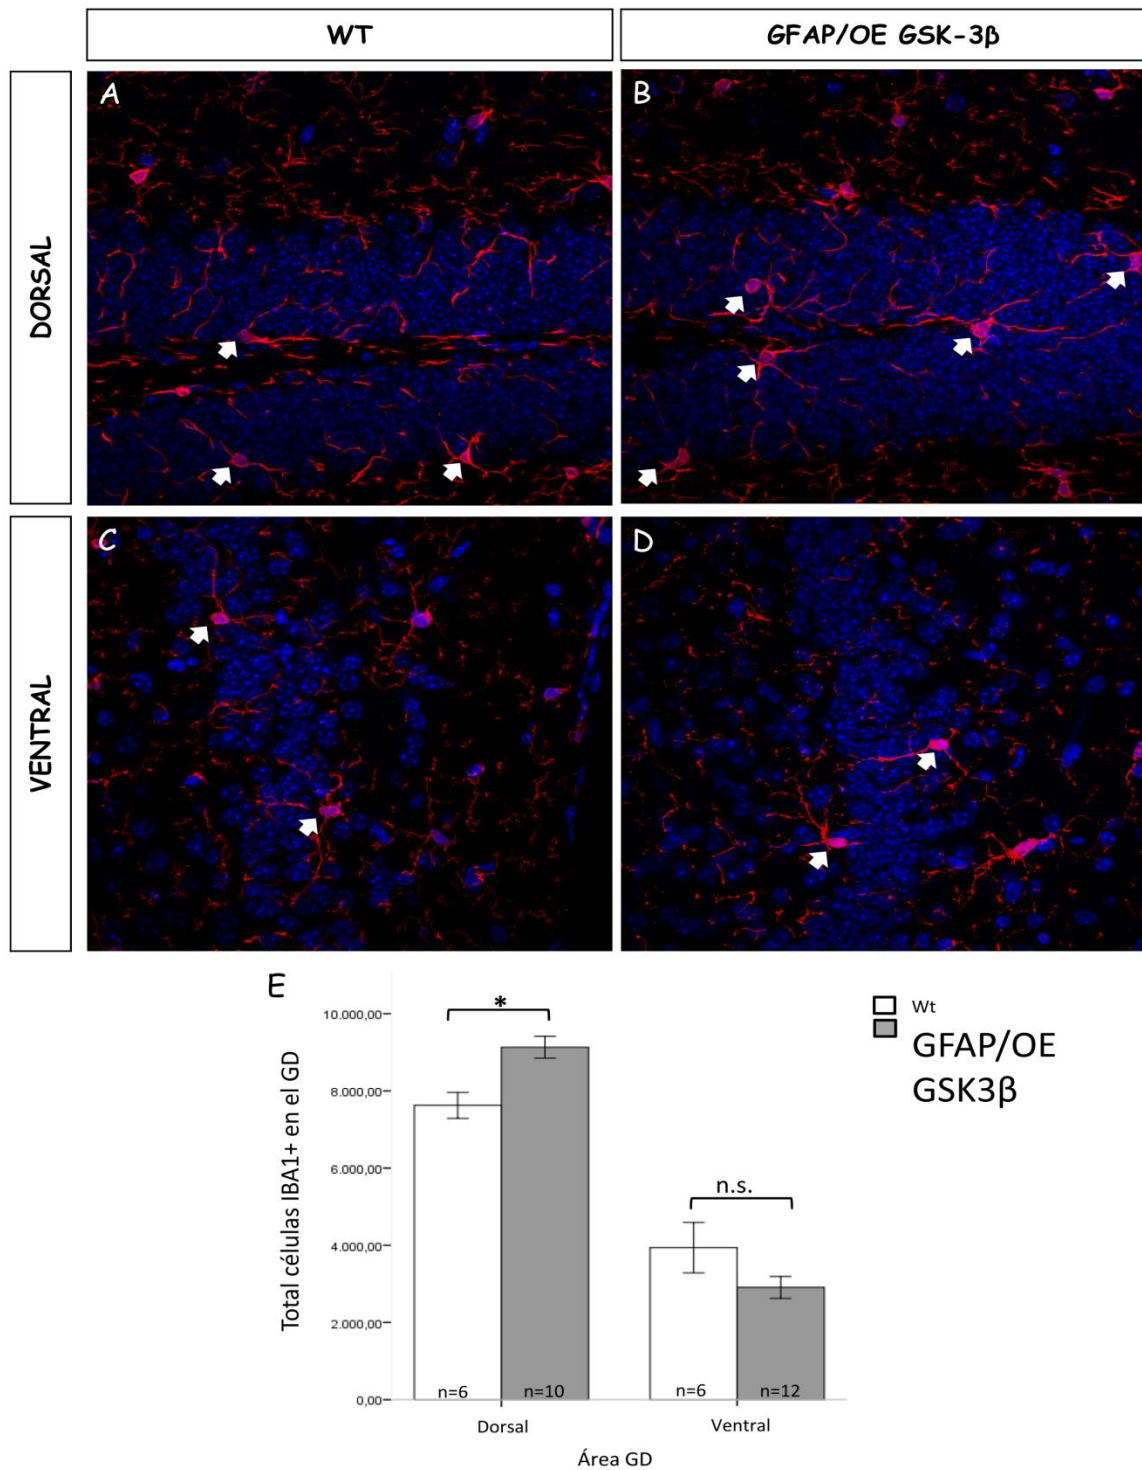 WT
GFAP/OE GSK-3β
DORSAL
A
B
VENTRAL
C
D
E
Total células IBA1+ en el GD
10.000,00
8.000,00
6.000,00
4.000,00
2.000,00
0,00
*
n.s.
n=6
n=10
n=6
n=12
Dorsal
Ventral
Área GD
Wt
GFAP/OE
GSK3β